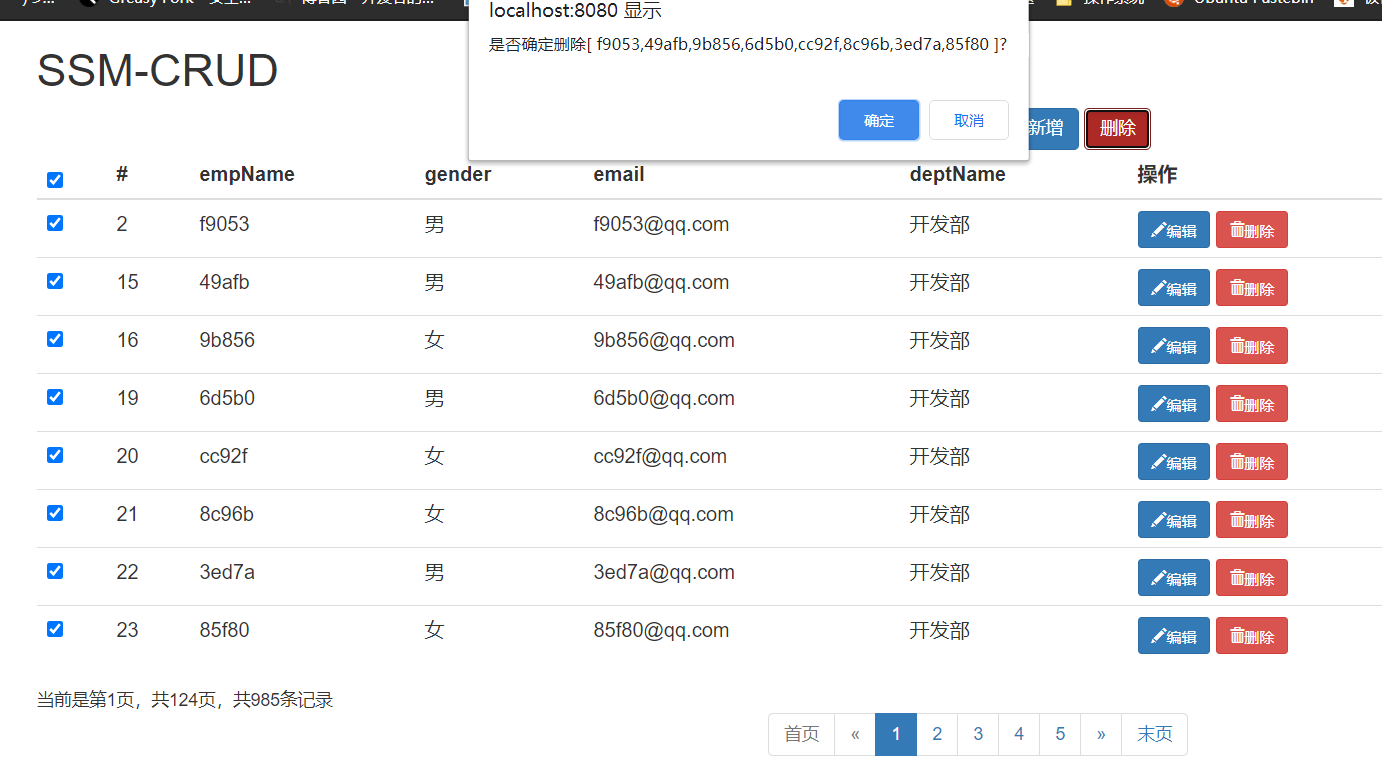 Greasy Fork
Ubuntu Pastebin
localhost:8080 显示
是否确定删除[ f9053,49afb,9b856,6d5b0,cc92f,8c96b,3ed7a,85f80 ]?
确定 取消
SSM-CRUD
新增 删除
# empName gender email deptName 操作
2 f9053 男 f9053@qq.com 开发部 编辑 删除
15 49afb 男 49afb@qq.com 开发部 编辑 删除
16 9b856 女 9b856@qq.com 开发部 编辑 删除
19 6d5b0 男 6d5b0@qq.com 开发部 编辑 删除
20 cc92f 女 cc92f@qq.com 开发部 编辑 删除
21 8c96b 女 8c96b@qq.com 开发部 编辑 删除
22 3ed7a 男 3ed7a@qq.com 开发部 编辑 删除
23 85f80 女 85f80@qq.com 开发部 编辑 删除
当前是第1页，共124页，共985条记录
首页 « 1 2 3 4 5 » 末页